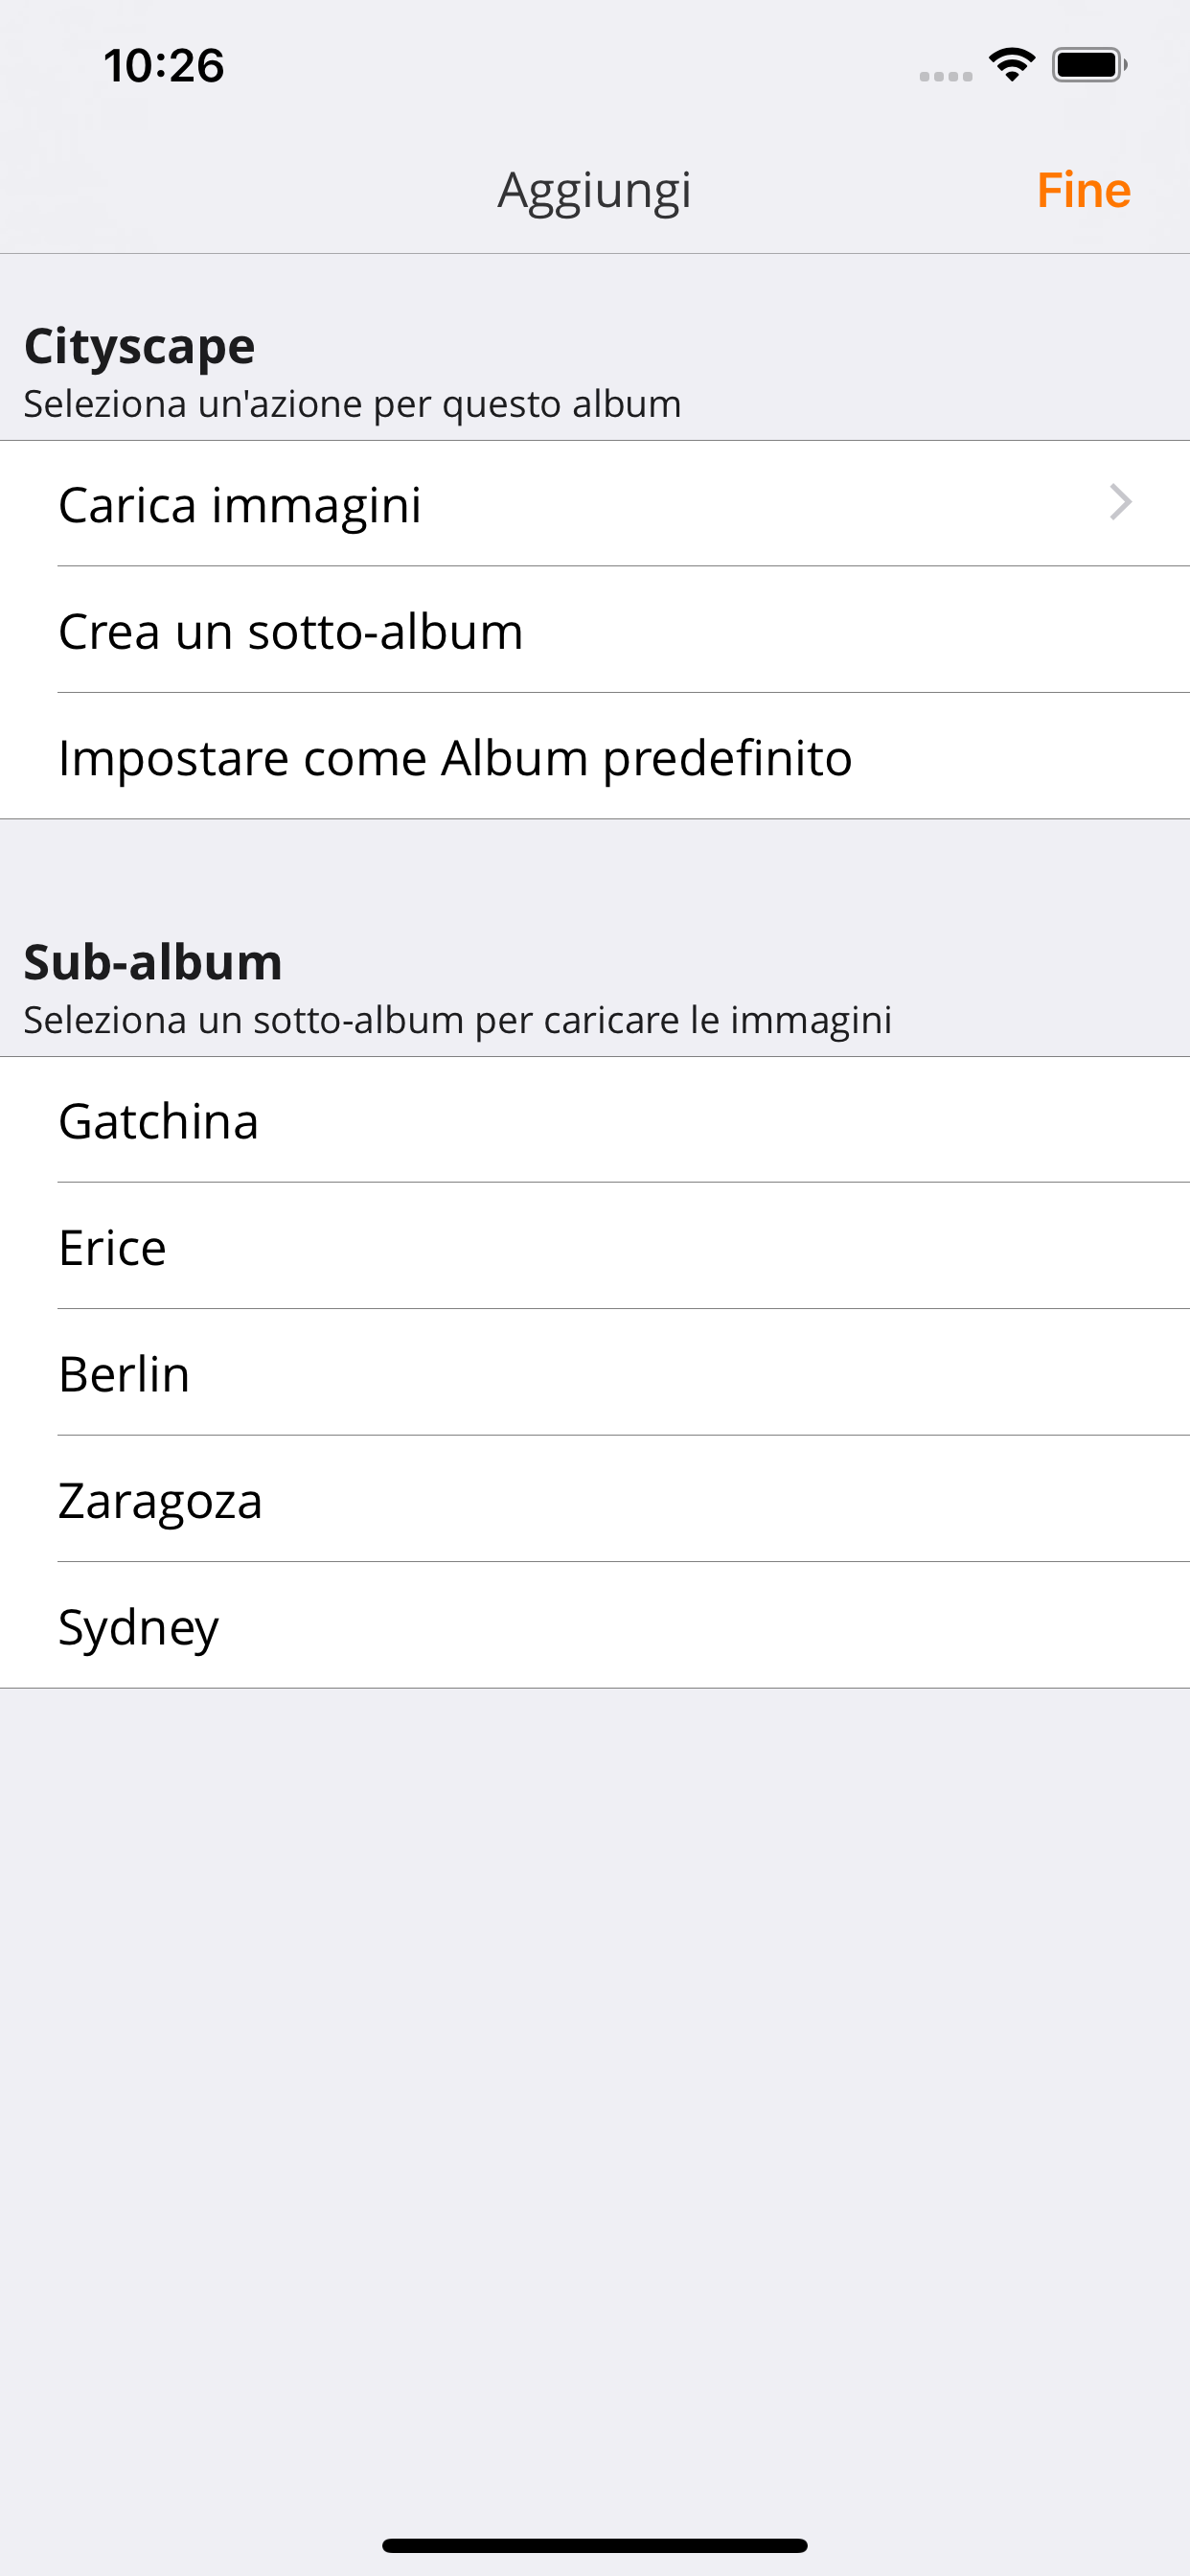 10:26
Aggiungi
Fine
Cityscape
Seleziona un'azione per questo album
Carica immagini
Crea un sotto-album
Impostare come Album predefinito
Sub-album
Seleziona un sotto-album per caricare le immagini
Gatchina
Erice
Berlin
Zaragoza
Sydney